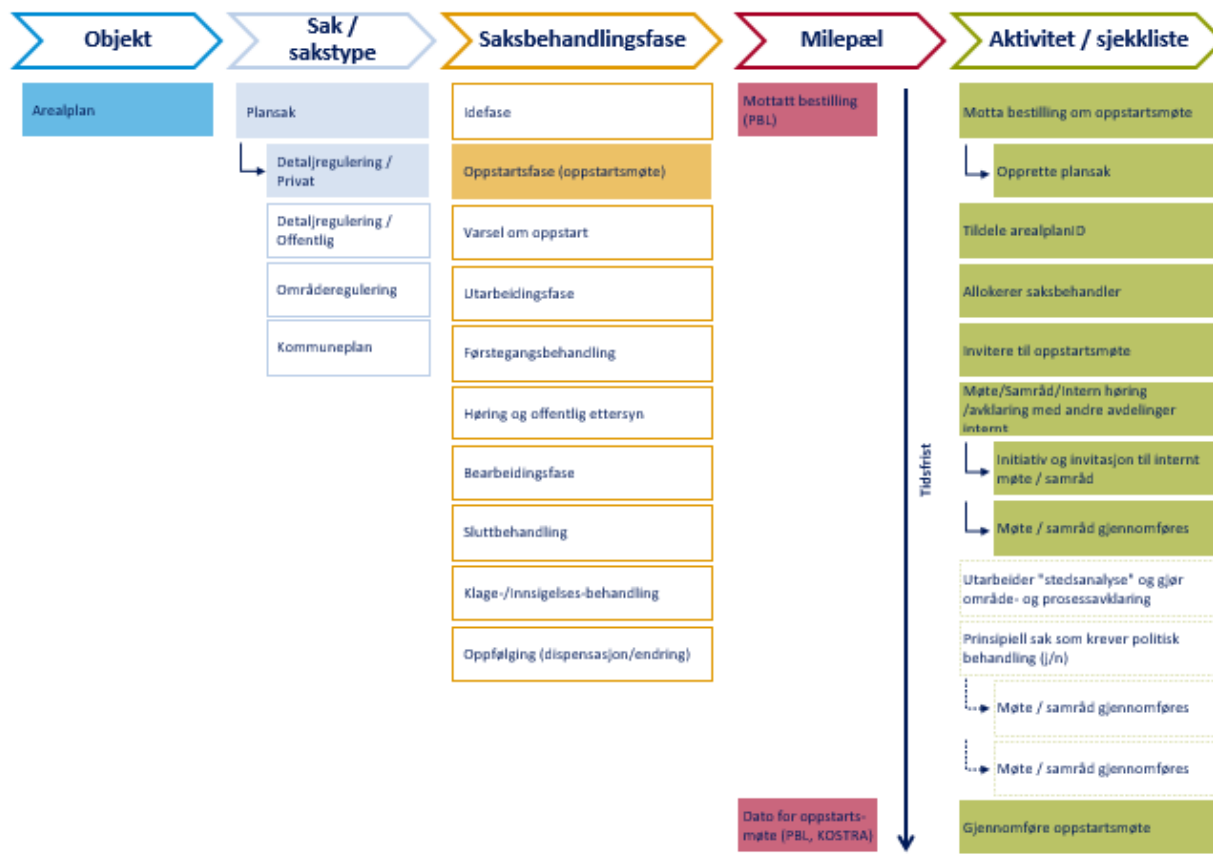 Objekt
Sak /
sakstype
Saksbehandlingsfase
Milepæl
Aktivitet / sjekkliste
Arealplan
Plansak
Detaljregulering /
Privat
Detaljregulering /
Offentlig
Områderegulering
Kommuneplan
Idefase
Oppstartsfase (oppstartsmøte)
Varsel om oppstart
Utarbeidingsfase
Førstegangsbehandling
Høring og offentlig ettersyn
Bearbeidingsfase
Sluttbehandling
Klage-/Innsigelses-behandling
Oppfølging (dispensasjon/endring)
Mottatt bestilling
(PBL)
Dato for oppstarts-
møte (PBL, KOSTRA)
Tidsfrist
Motta bestilling om oppstartsmøte
Opprette plansak
Tildele arealplanID
Allokerer saksbehandler
Invitere til oppstartsmøte
Møte/Samråd/Intern høring
/avklaring med andre avdelinger
internt
Initiativ og invitasjon til internt
møte / samråd
Møte / samråd gjennomføres
Utarbeider "stedsanalyse" og gjør
område- og prosessavklaring
Prinsipiell sak som krever politisk
behandling (j/n)
Møte / samråd gjennomføres
Møte / samråd gjennomføres
Gjennomføre oppstartsmøte